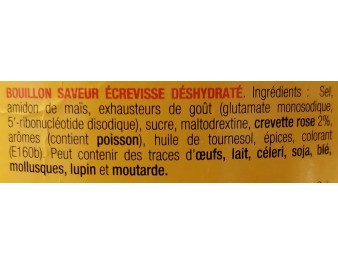 BOUILLON SAVEUR ÉCREVISSE DÉSHYDRATÉ. Ingrédients : Sel,
amidon de maïs, exhausteurs de goût (glutamate monosodique,
5'-ribonucléotide disodique), sucre, maltodextrine, crevette rose 2%,
arômes (contient poisson), huile de tournesol, épices, colorant
(E160b). Peut contenir des traces d'œufs, lait, céleri, soja, blé,
mollusques, lupin et moutarde.